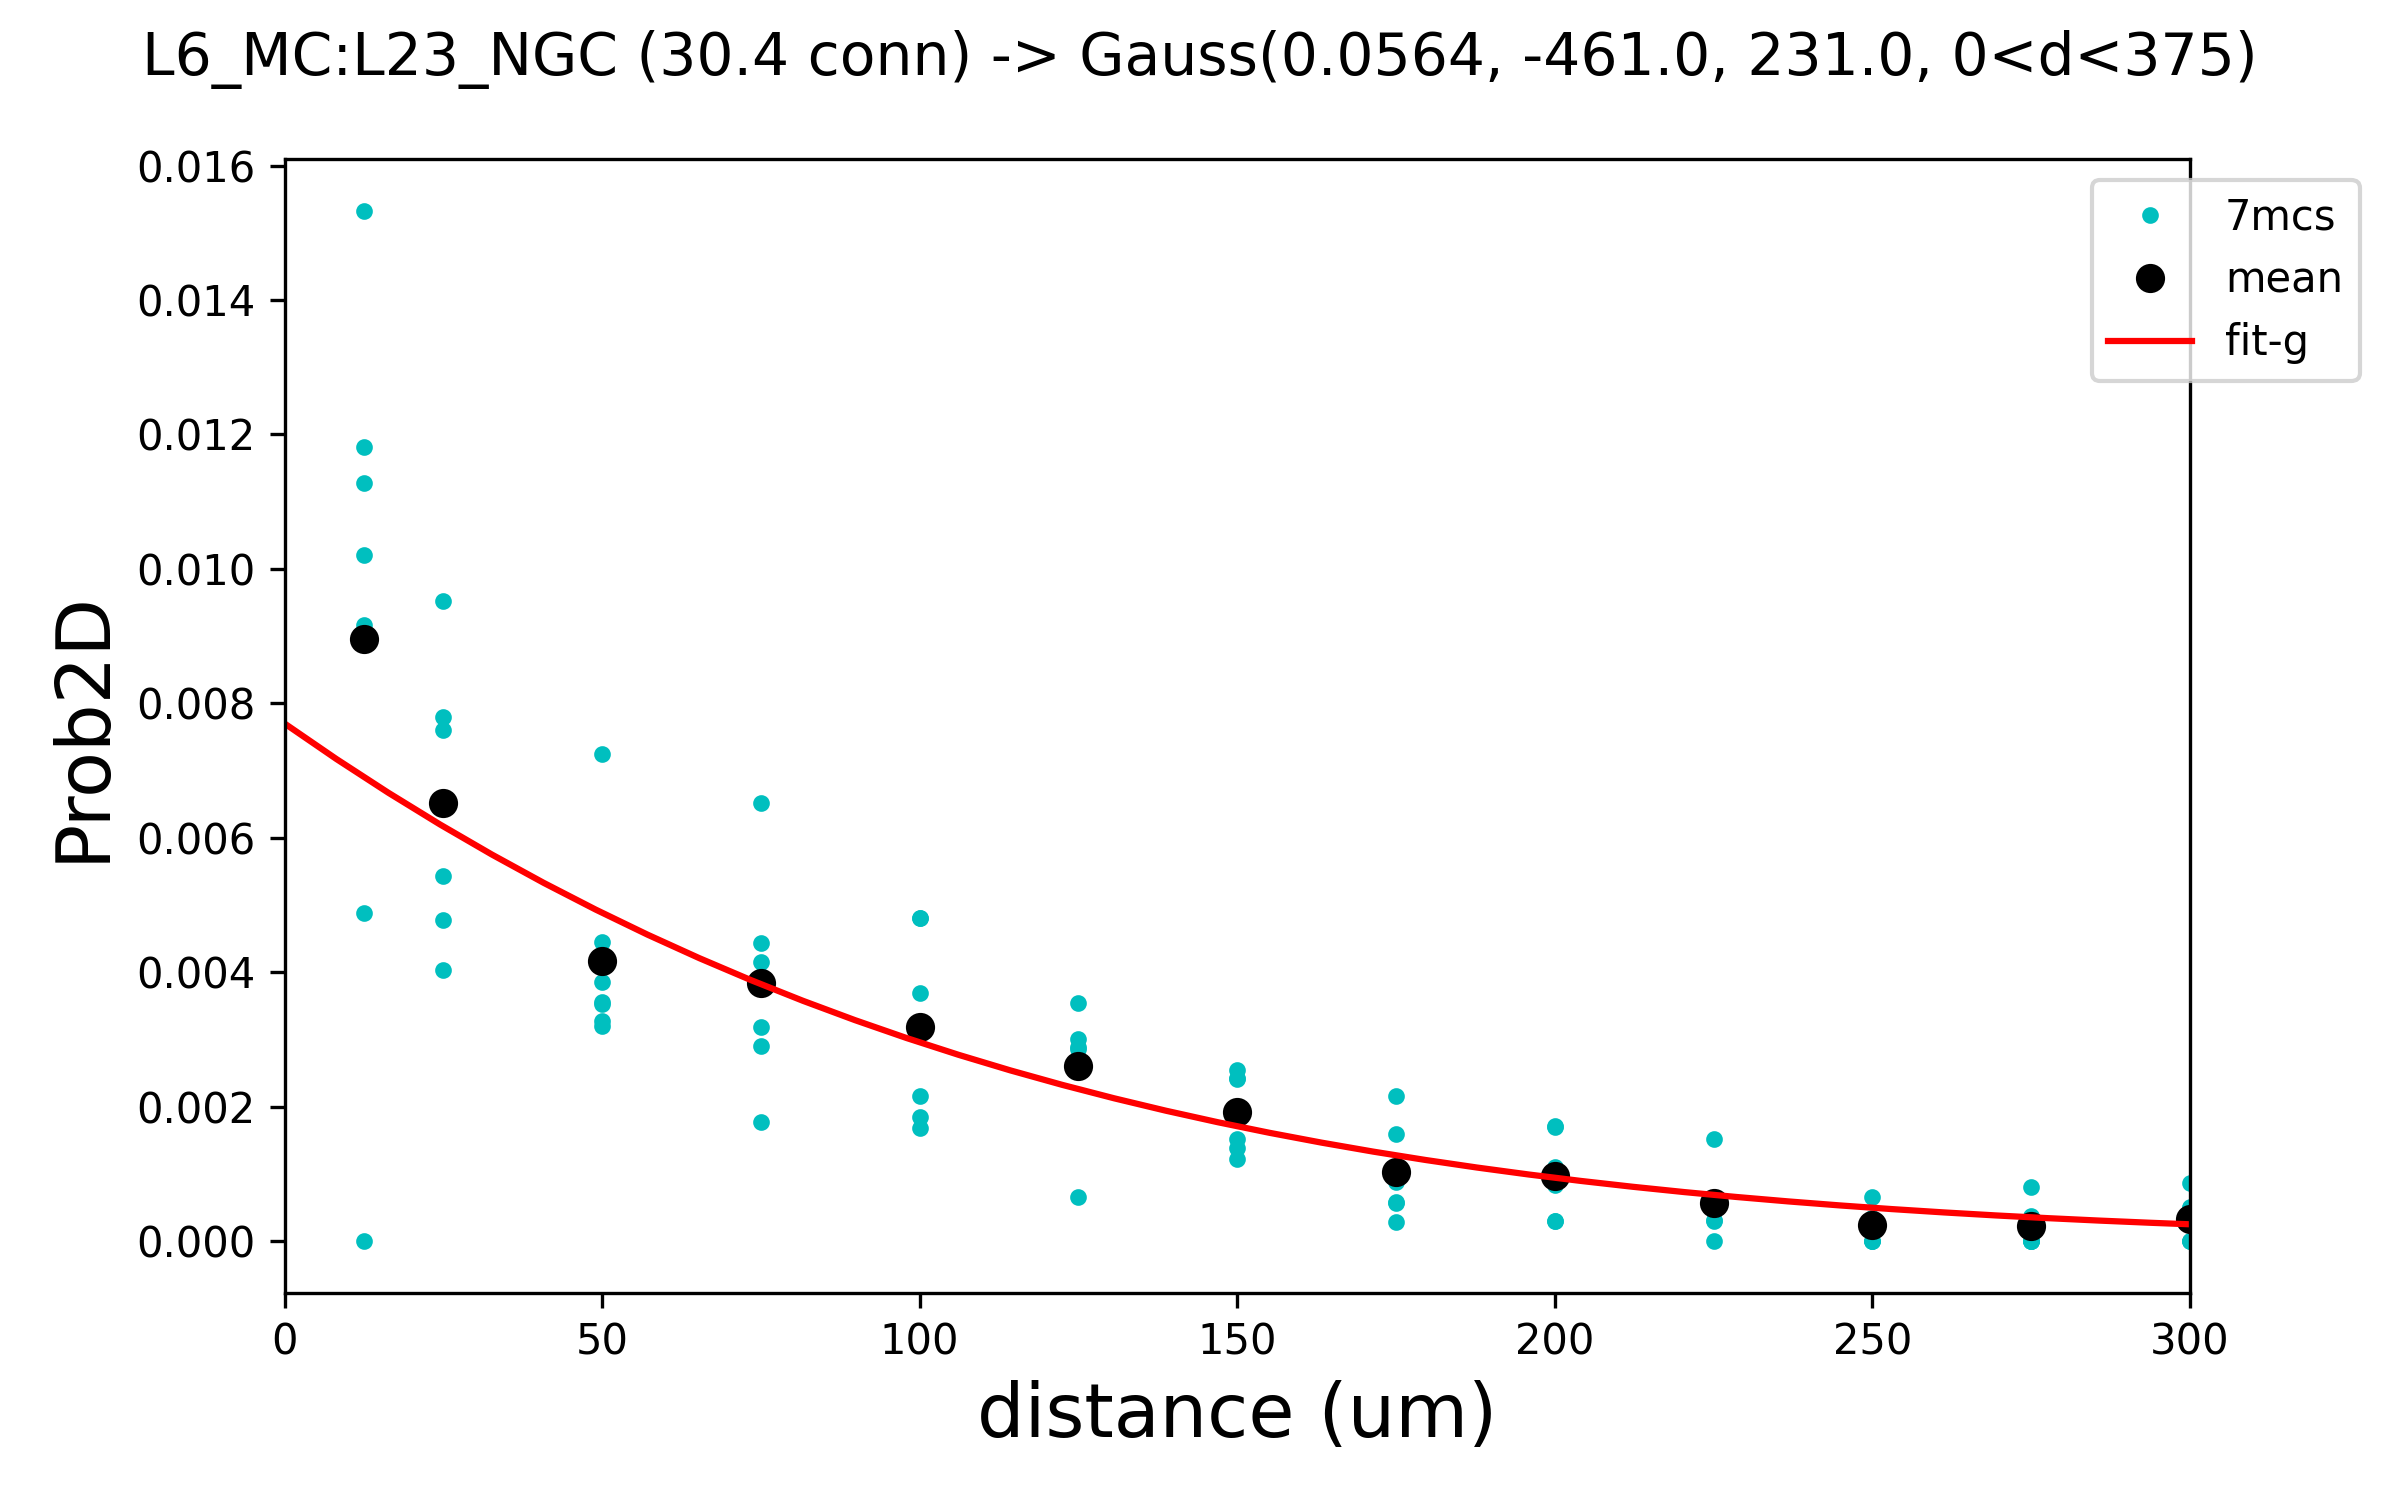 L6_MC:L23_NGC (30.4 conn) -> Gauss(0.0564, -461.0, 231.0, 0<d<375)
0.016
0.014
0.012
0.010
0.008
0.006
0.004
0.002
0.000
Prob2D
7mcs
mean
fit-g
0 50 100 150 200 250 300
distance (um)